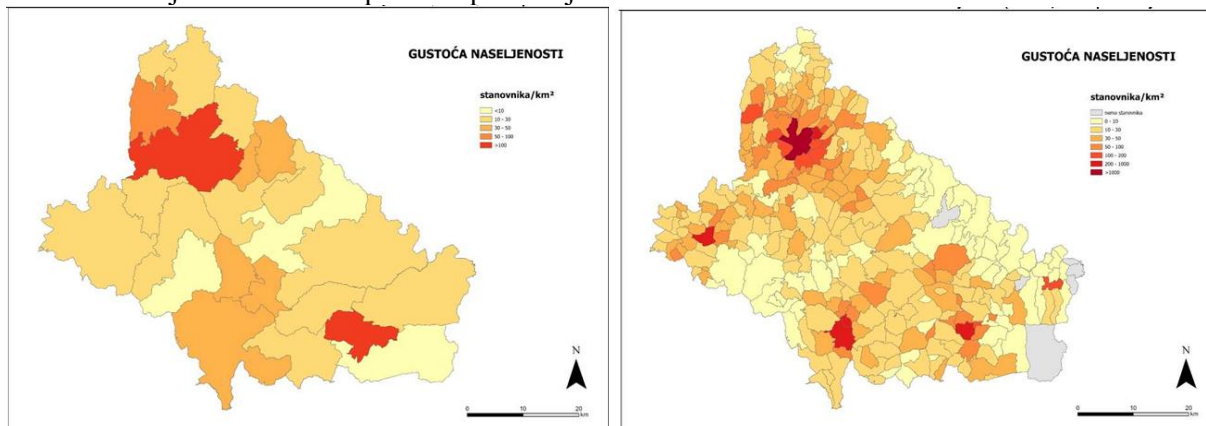 GUSTOĆA NASELJENOSTI
stanovnika/km²
<10
10 - 30
30 - 50
50 - 100
>100
N
0
10
20
km
GUSTOĆA NASELJENOSTI
stanovnika/km²
nema stanovnika
0 - 10
10 - 30
30 - 50
50 - 100
100 - 200
200 - 1000
>1000
N
0
10
20
km